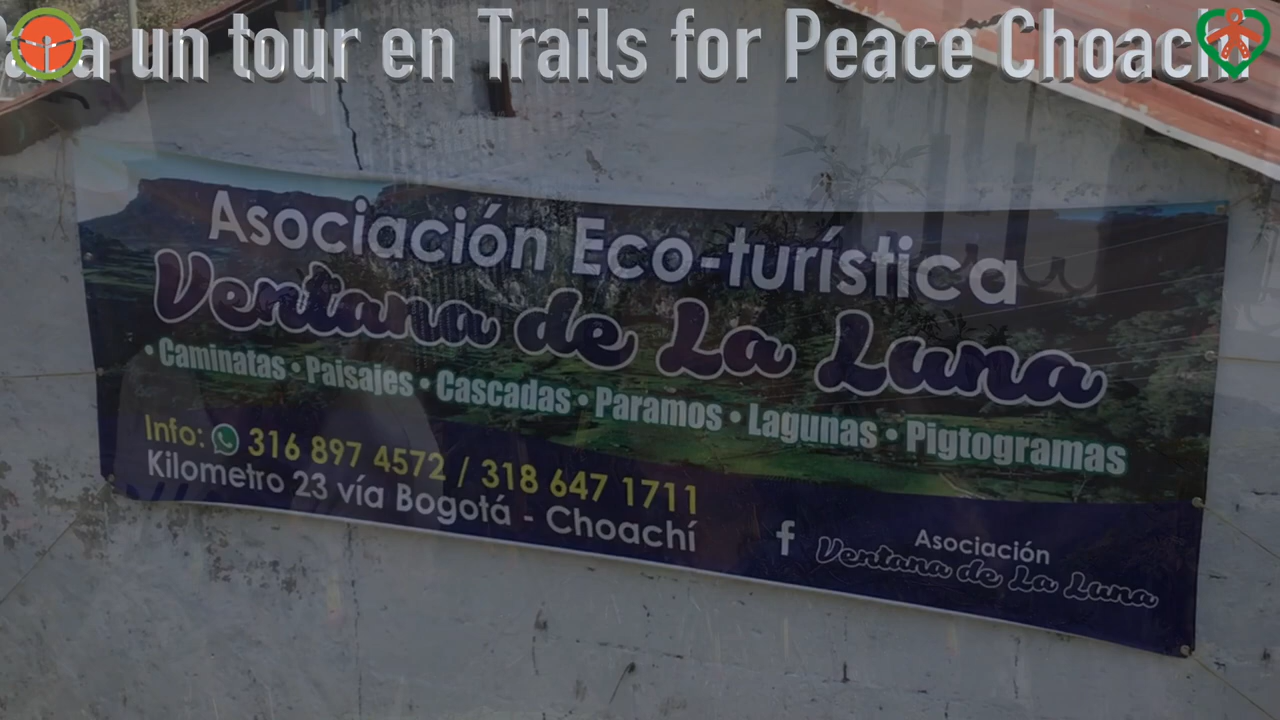 un tour en Trails for Peace Choachí
Asociación Eco-turística
Ventana de La Luna
• Caminatas • Paisajes • Cascadas • Paramos • Lagunas • Pigtogramas
Info: 316 897 4572 / 318 647 1711
Kilometro 23 vía Bogotá - Choachí
f Asociación
Ventana de La Luna